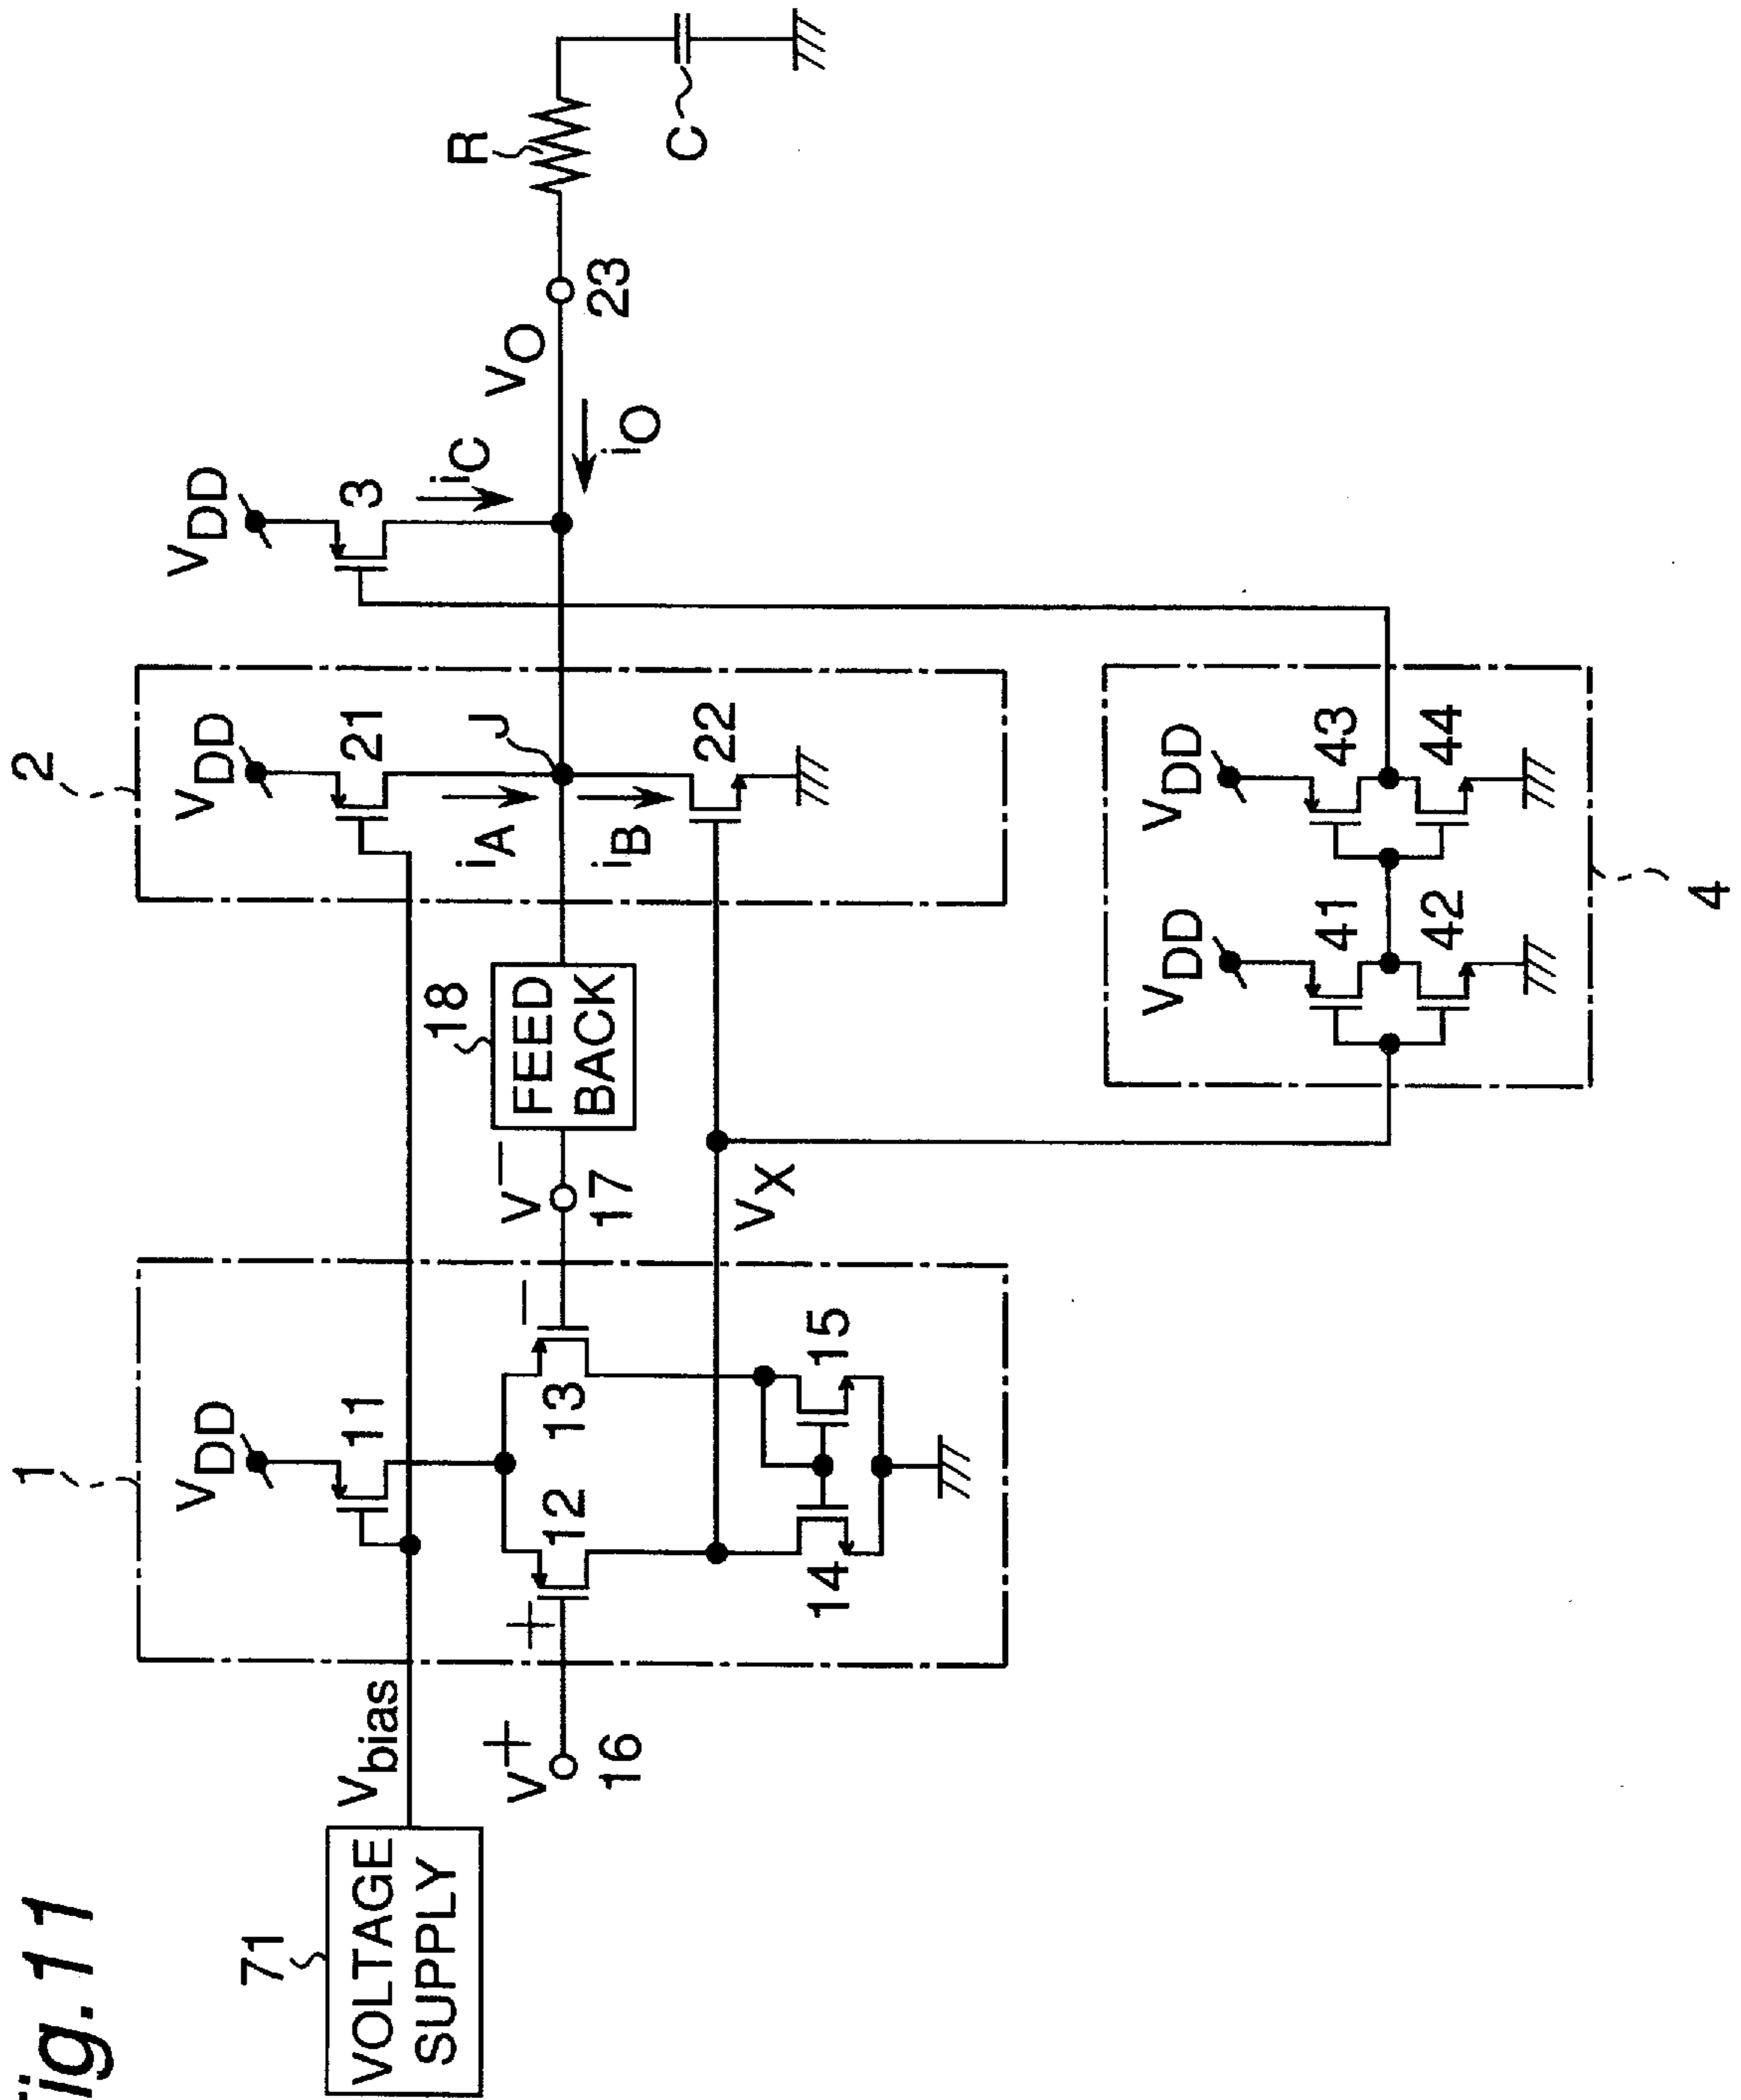 Fig.11
71
VOLTAGE
SUPPLY
Vbias
V+
16
1
VDD
11
+
12
13
−
14
15
V−
17
18
FEED
BACK
VX
2
VDD
21
iA
J
iB
22
VDD
3
iC
VO
iO
23
R
C
VDD
41
42
VDD
43
44
4